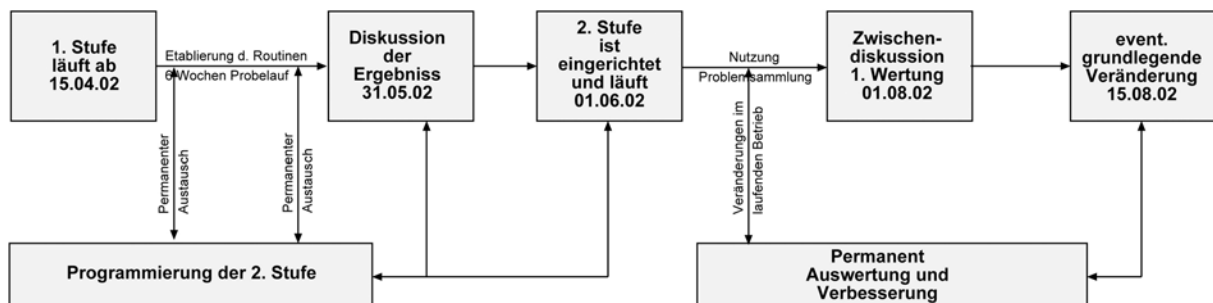 1. Stufe
läuft ab
15.04.02
Etablierung d. Routinen
6 Wochen Probelauf
Diskussion
der
Ergebniss
31.05.02
2. Stufe
ist
eingerichtet
und läuft
01.06.02
Nutzung
Problemsammlung
Zwischen-
diskussion
1. Wertung
01.08.02
event.
grundlegende
Veränderung
15.08.02
Permanenter
Austausch
Permanenter
Austausch
Veränderungen im
laufenden Betrieb
Programmierung der 2. Stufe
Permanent
Auswertung und
Verbesserung